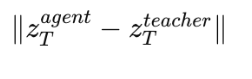 ‖z_T^{agent} − z_T^{teacher}‖